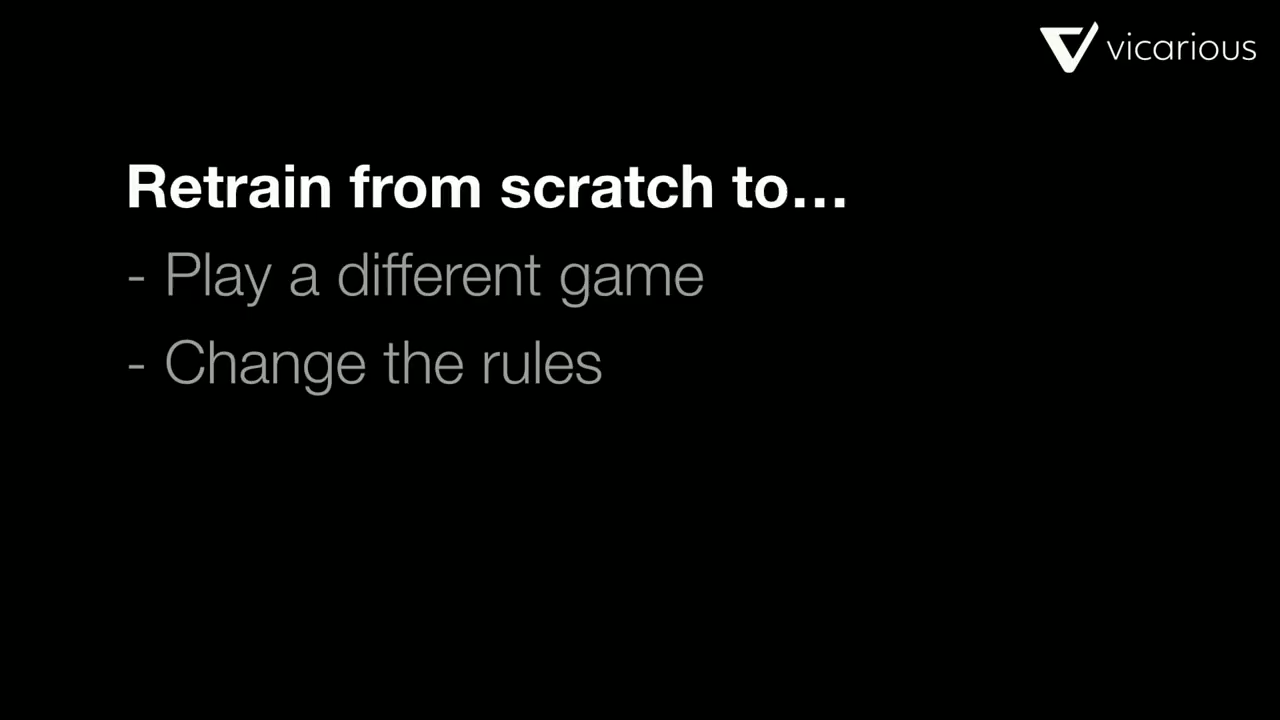 vicarious
Retrain from scratch to...
- Play a different game
- Change the rules